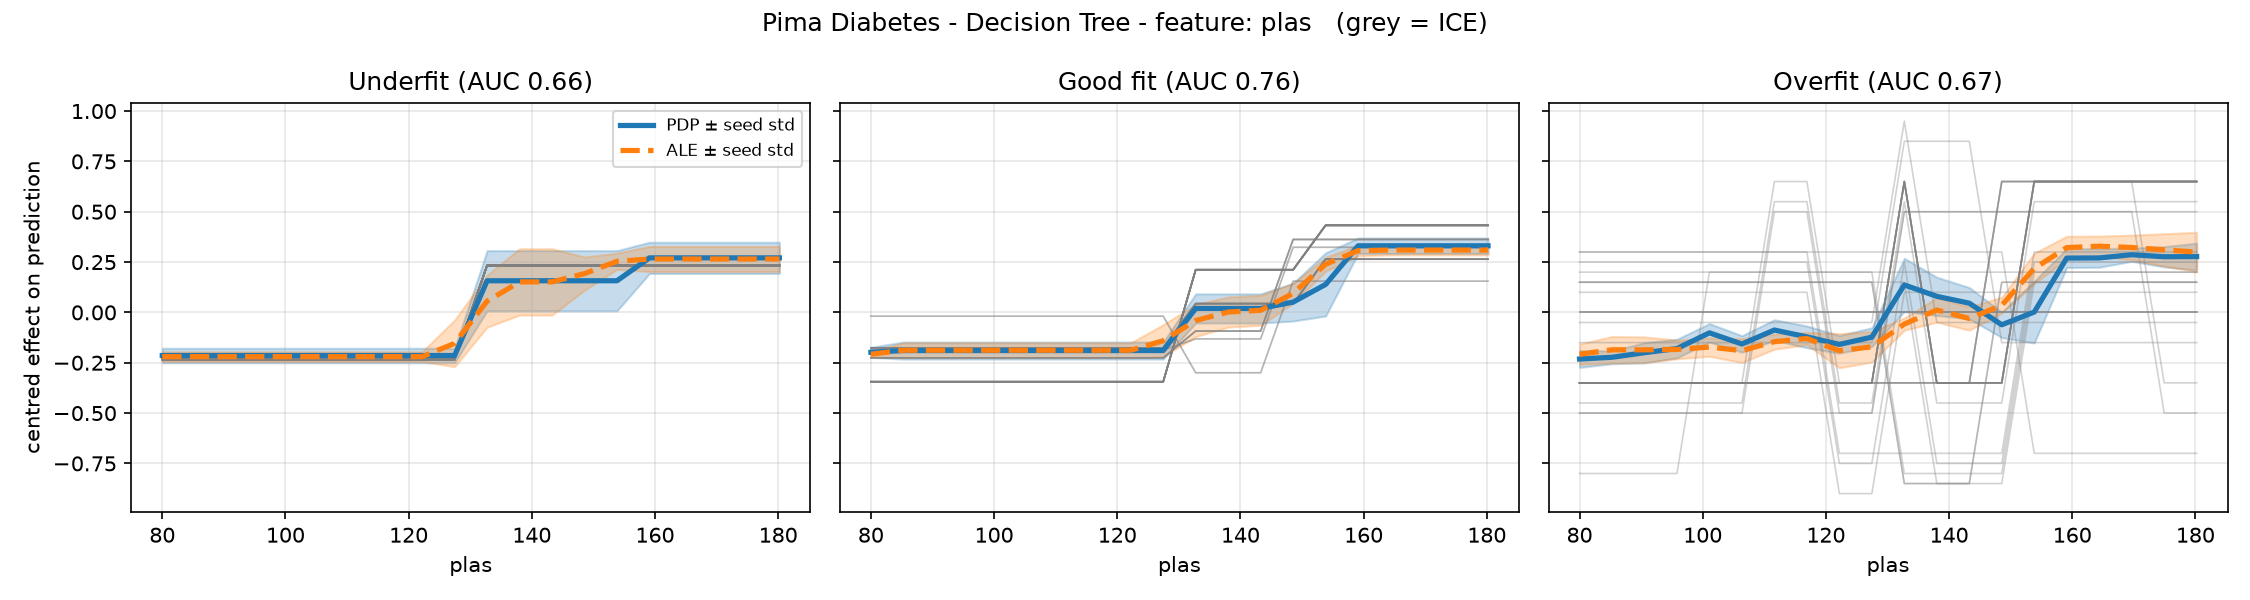 Pima Diabetes - Decision Tree - feature: plas (grey = ICE)
Underfit (AUC 0.66)
Good fit (AUC 0.76)
Overfit (AUC 0.67)
centred effect on prediction
1.00
0.75
0.50
0.25
0.00
−0.25
−0.50
−0.75
PDP ± seed std
ALE ± seed std
80 100 120 140 160 180
plas
80 100 120 140 160 180
plas
80 100 120 140 160 180
plas